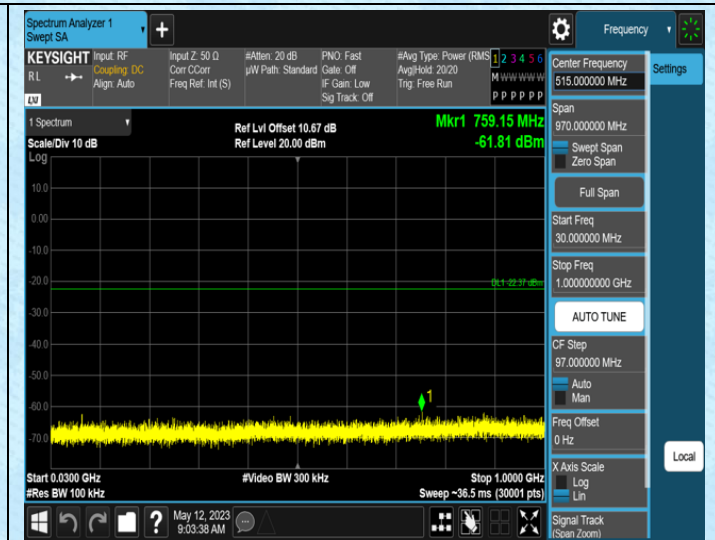 Spectrum Analyzer 1
Swept SA
+
Frequency
KEYSIGHT
RL
LXI
Input: RF
Coupling: DC
Align: Auto
Input Z: 50 Ω
Corr CCorr
Freq Ref: Int (S)
#Atten: 20 dB
µW Path: Standard
PNO: Fast
Gate: Off
IF Gain: Low
Sig Track: Off
#Avg Type: Power (RMS
Avg|Hold: 20/20
Trig: Free Run
1 2 3 4 5 6
M W W W W W
P P P P P P
1 Spectrum
Scale/Div 10 dB
Log
Ref Lvl Offset 10.67 dB
Ref Level 20.00 dBm
Mkr1 759.15 MHz
-61.81 dBm
10.0
0.00
-10.0
-20.0
DL1 -22.37 dBm
-30.0
-40.0
-50.0
1
-60.0
-70.0
Start 0.0300 GHz
#Res BW 100 kHz
#Video BW 300 kHz
Stop 1.0000 GHz
Sweep ~36.5 ms (30001 pts)
?
May 12, 2023
9:03:38 AM
Center Frequency
515.000000 MHz
Span
970.000000 MHz
Swept Span
Zero Span
Full Span
Start Freq
30.000000 MHz
Stop Freq
1.000000000 GHz
AUTO TUNE
CF Step
97.000000 MHz
Auto
Man
Freq Offset
0 Hz
X Axis Scale
Log
Lin
Signal Track
(Span Zoom)
Settings
Local